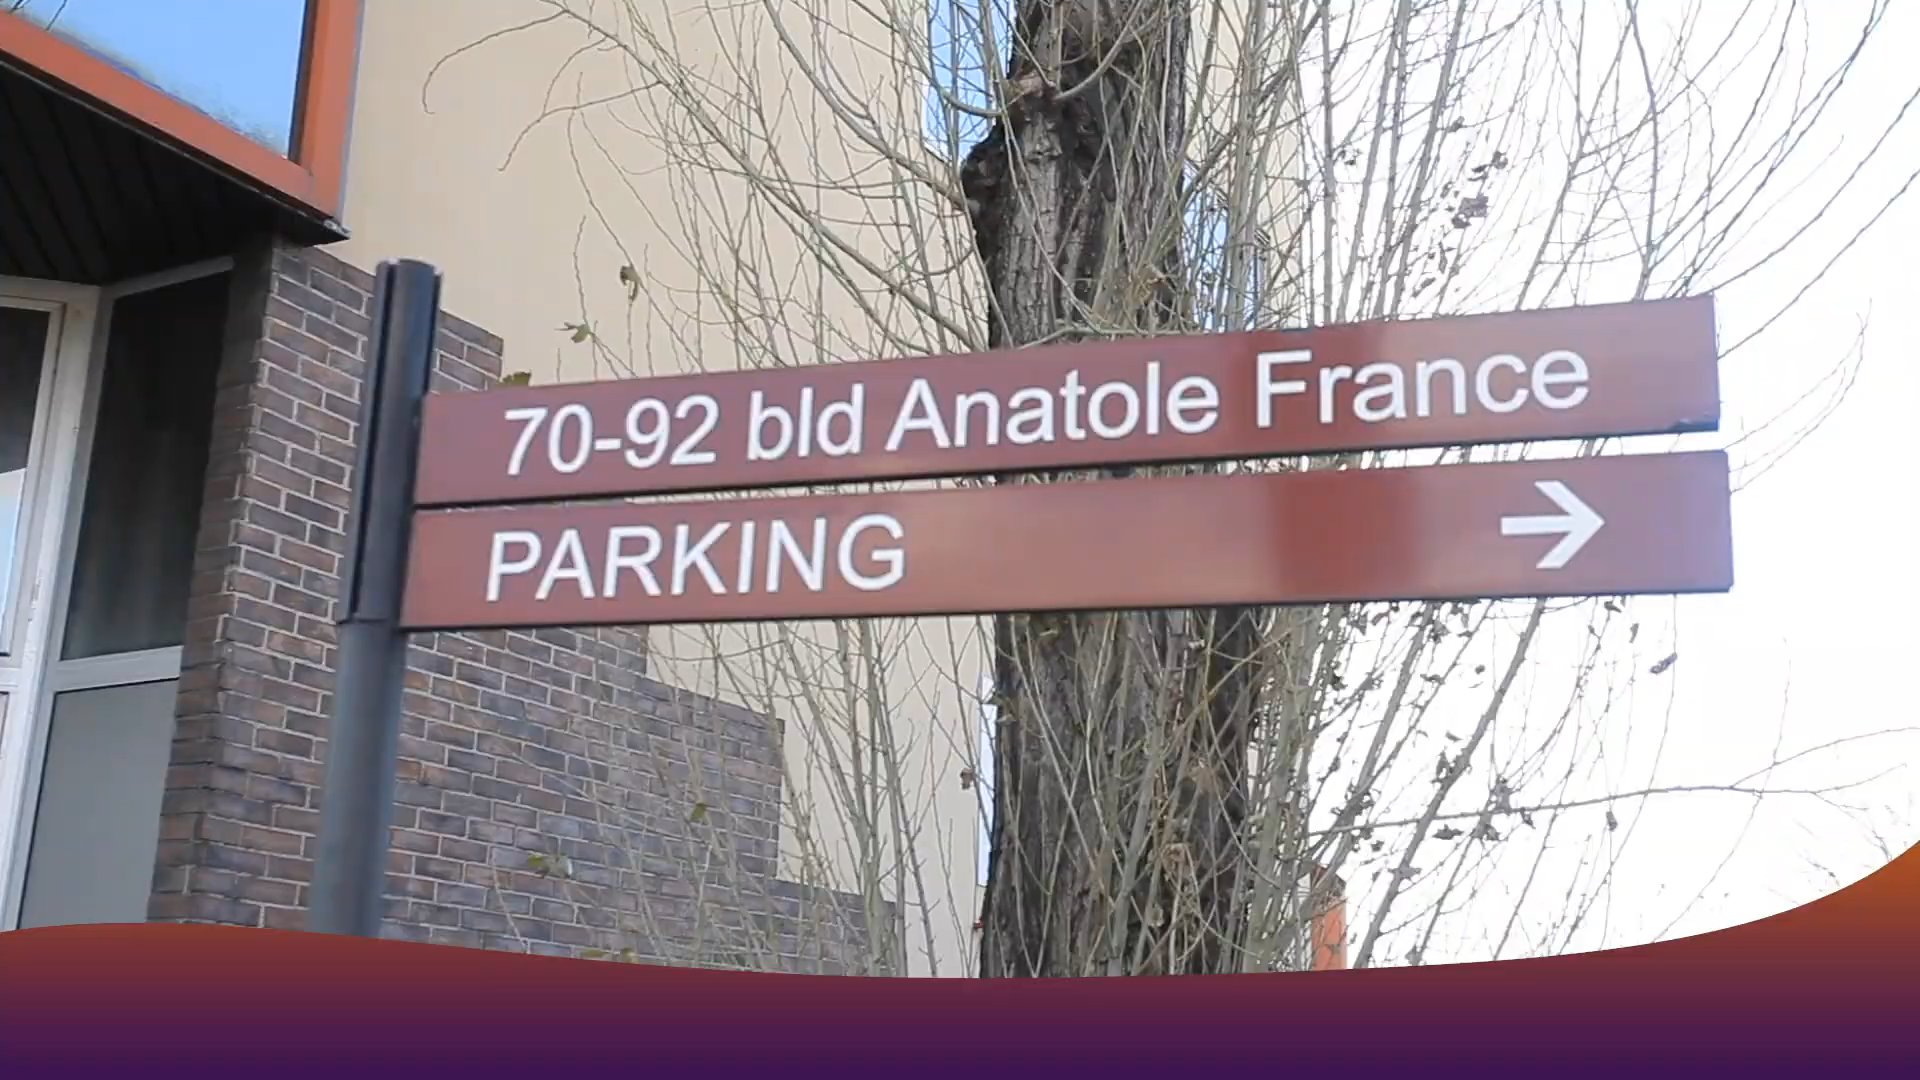 70-92 bld Anatole France
PARKING →